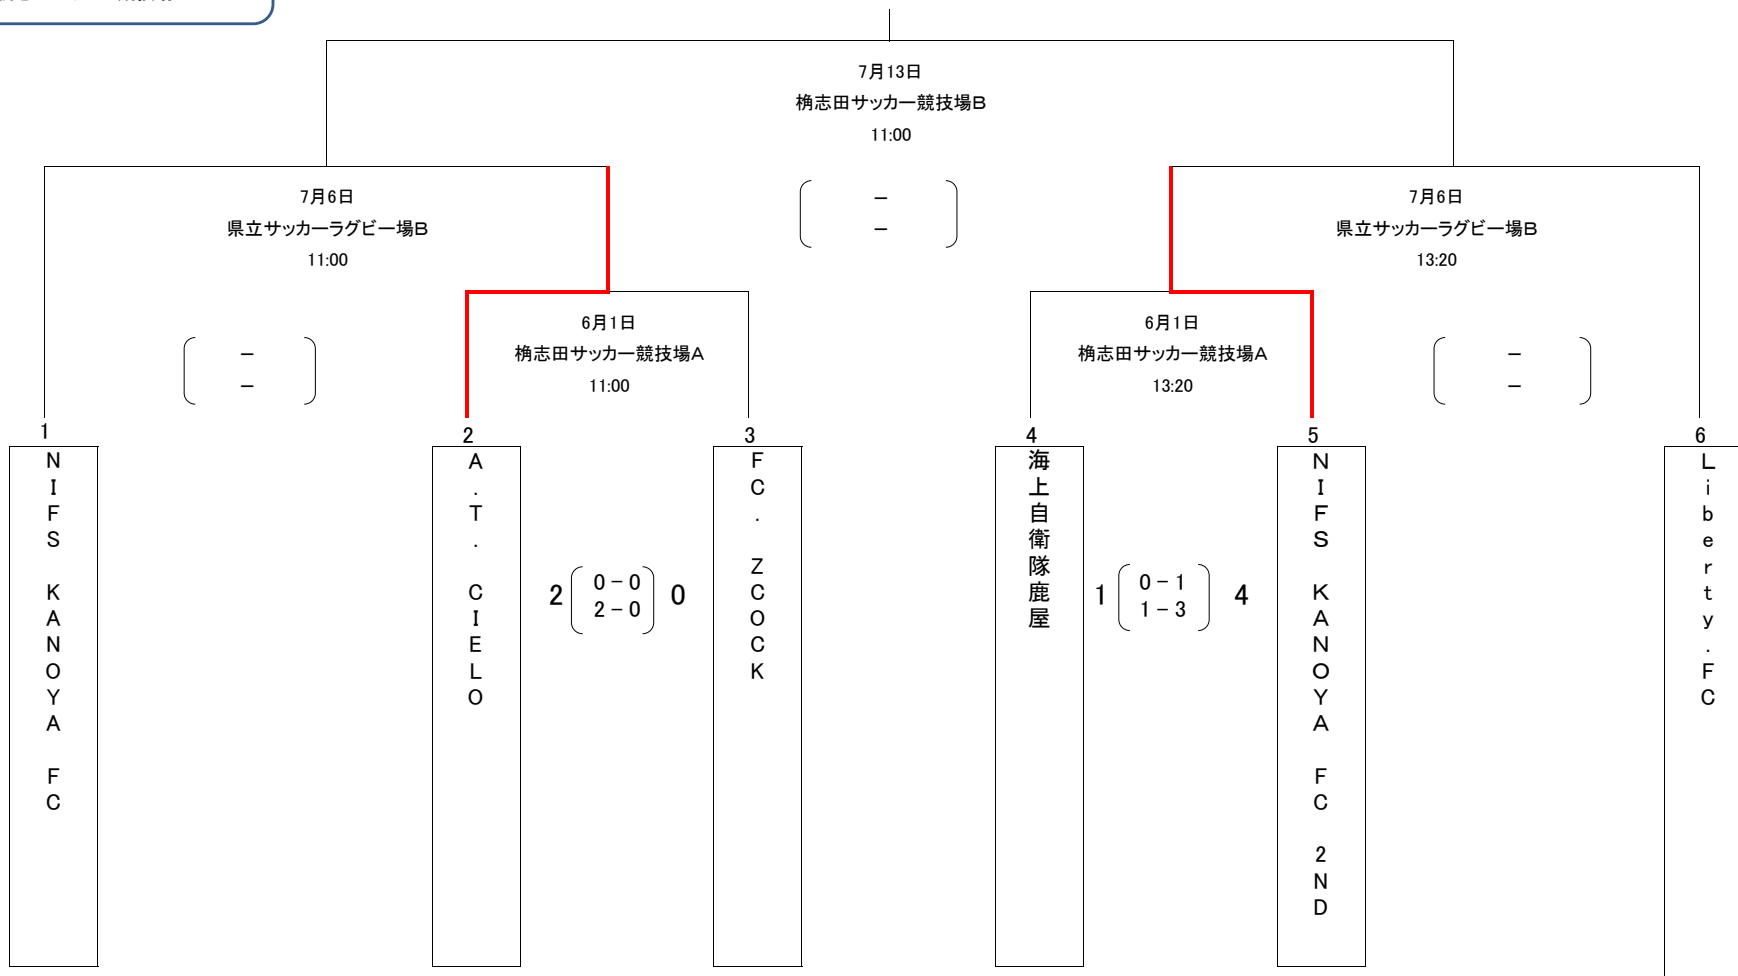 7月13日
桷志田サッカー競技場B
11:00
7月6日
県立サッカーラグビー場B
11:00
－
－
7月6日
県立サッカーラグビー場B
13:20
6月1日
桷志田サッカー競技場A
11:00
6月1日
桷志田サッカー競技場A
13:20
－
－
－
－
1
NIFS KANOYA FC
2
A.T. CIELO
2
0－0
2－0
0
3
FC. ZCOCK
4
海上自衛隊鹿屋
1
0－1
1－3
4
5
NIFS KANOYA FC 2ND
6
Liberty.FC